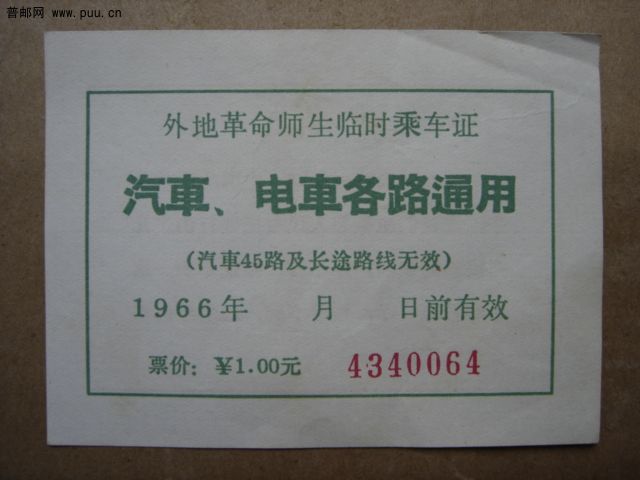 普邮网 www.puu.cn
外地革命师生临时乘车证
汽車、电車各路通用
(汽車45路及长途路线无效)
1966年 月 日前有效
票价: ¥1.00元 4340064